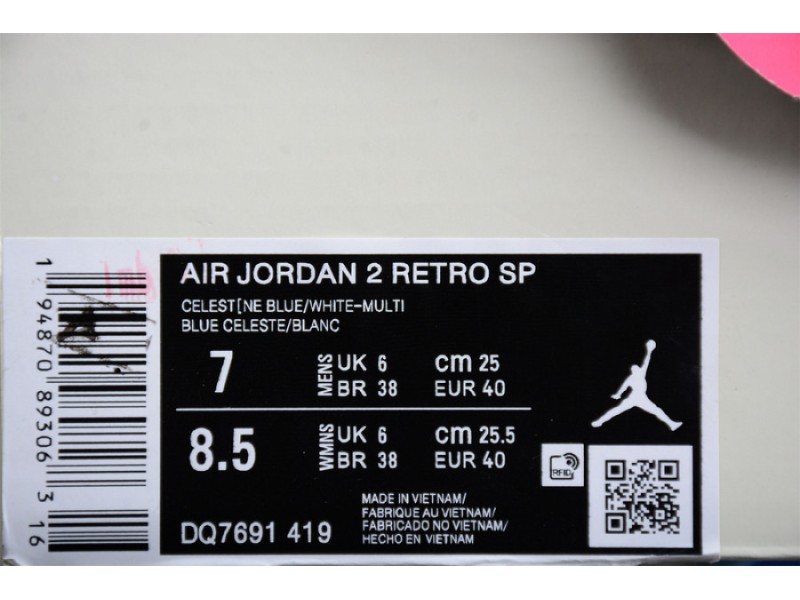 AIR JORDAN 2 RETRO SP
CELEST[NE BLUE/WHITE-MULTI
BLUE CELESTE/BLANC
7 MENS UK 6 cm 25
BR 38 EUR 40
8.5 WMNS UK 6 cm 25.5
BR 38 EUR 40
RFID
MADE IN VIETNAM/
FABRIQUE AU VIETNAM/
FABRICADO NO VIETNAM/
HECHO EN VIETNAM
DQ7691 419
1 94870 89306 3 16